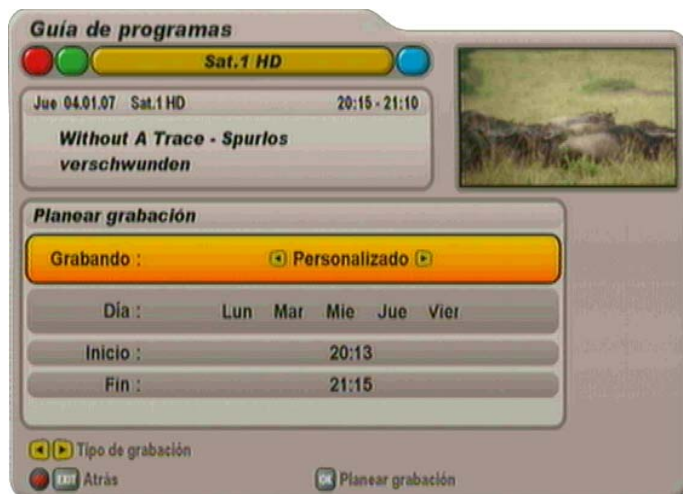 Guía de programas
Sat.1 HD
Jue 04.01.07 Sat.1 HD 20:15 - 21:10
Without A Trace - Spurlos
verschwunden
Planear grabación
Grabando : Personalizado
Día : Lun Mar Mie Jue Vier
Inicio : 20:13
Fin : 21:15
Tipo de grabación
EXIT Atrás OK Planear grabación